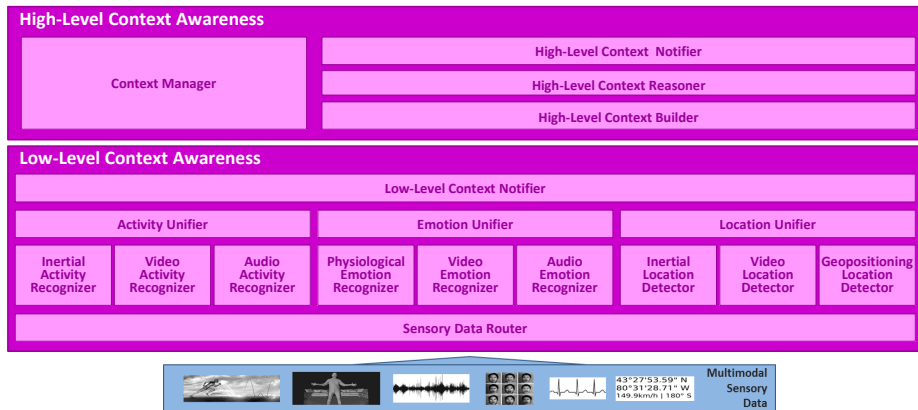 High-Level Context Awareness
Context Manager
High-Level Context Notifier
High-Level Context Reasoner
High-Level Context Builder
Low-Level Context Awareness
Low-Level Context Notifier
Activity Unifier
Emotion Unifier
Location Unifier
Inertial
Activity
Recognizer
Video
Activity
Recognizer
Audio
Activity
Recognizer
Physiological
Emotion
Recognizer
Video
Emotion
Recognizer
Audio
Emotion
Recognizer
Inertial
Location
Detector
Video
Location
Detector
Geopositioning
Location
Detector
Sensory Data Router
43°27'53.59" N
80°31'28.71" W
149.9km/h | 180° S
Multimodal
Sensory
Data